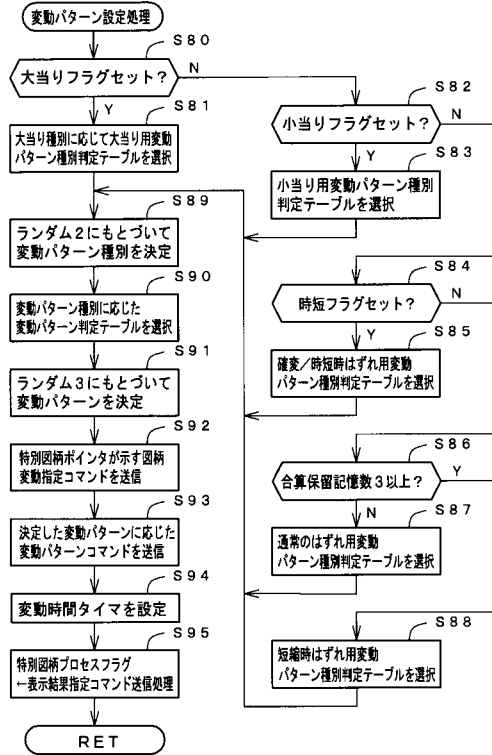 変動パターン設定処理
S80
大当りフラグセット?
N
Y
S81
大当り種別に応じて大当り用変動
パターン種別判定テーブルを選択
S82
小当りフラグセット?
N
Y
S83
小当り用変動パターン種別
判定テーブルを選択
S84
時短フラグセット?
N
Y
S85
確変/時短時はずれ用変動
パターン種別判定テーブルを選択
S86
合算保留記憶数3以上?
Y
N
S87
通常のはずれ用変動
パターン種別判定テーブルを選択
S88
短縮時はずれ用変動
パターン種別判定テーブルを選択
S89
ランダム2にもとづいて
変動パターン種別を決定
S90
変動パターン種別に応じた
変動パターン判定テーブルを選択
S91
ランダム3にもとづいて
変動パターンを決定
S92
特別図柄ポインタが示す図柄
変動指定コマンドを送信
S93
決定した変動パターンに応じた
変動パターンコマンドを送信
S94
変動時間タイマを設定
S95
特別図柄プロセスフラグ
←表示結果指定コマンド送信処理
RET